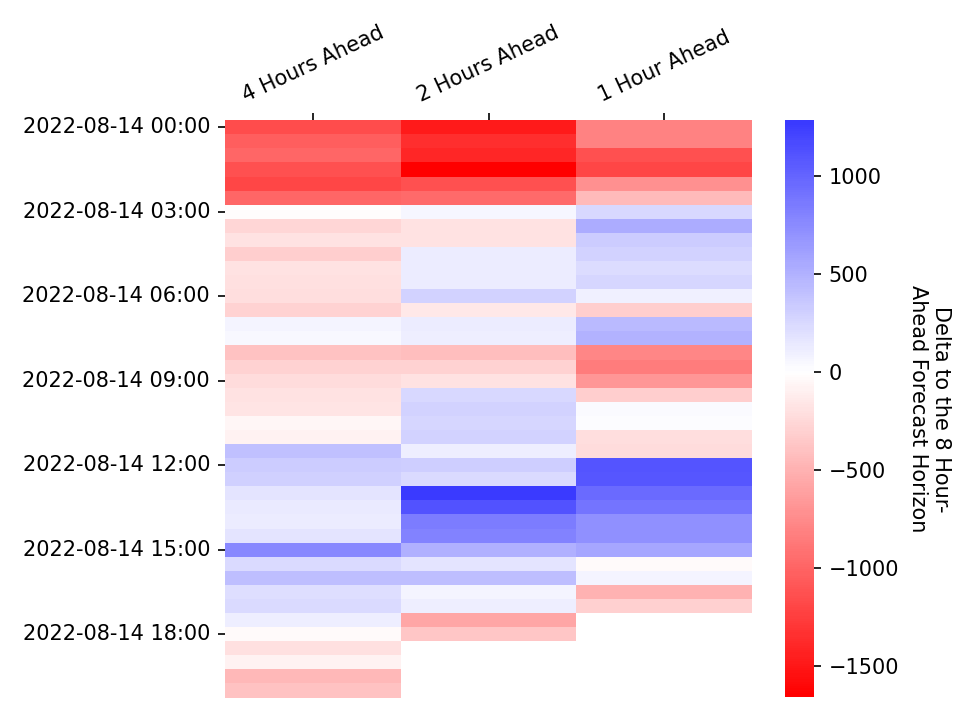 4 Hours Ahead
2 Hours Ahead
1 Hour Ahead
2022-08-14 00:00
2022-08-14 03:00
2022-08-14 06:00
2022-08-14 09:00
2022-08-14 12:00
2022-08-14 15:00
2022-08-14 18:00
1000
500
0
−500
−1000
−1500
Delta to the 8 Hour-
Ahead Forecast Horizon